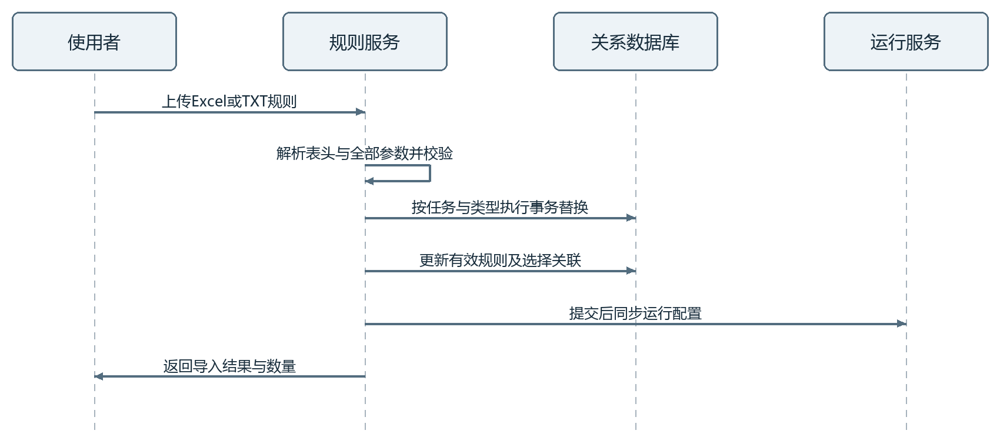 使用者
规则服务
关系数据库
运行服务
上传Excel或TXT规则
解析表头与全部参数并校验
按任务与类型执行事务替换
更新有效规则及选择关联
提交后同步运行配置
返回导入结果与数量